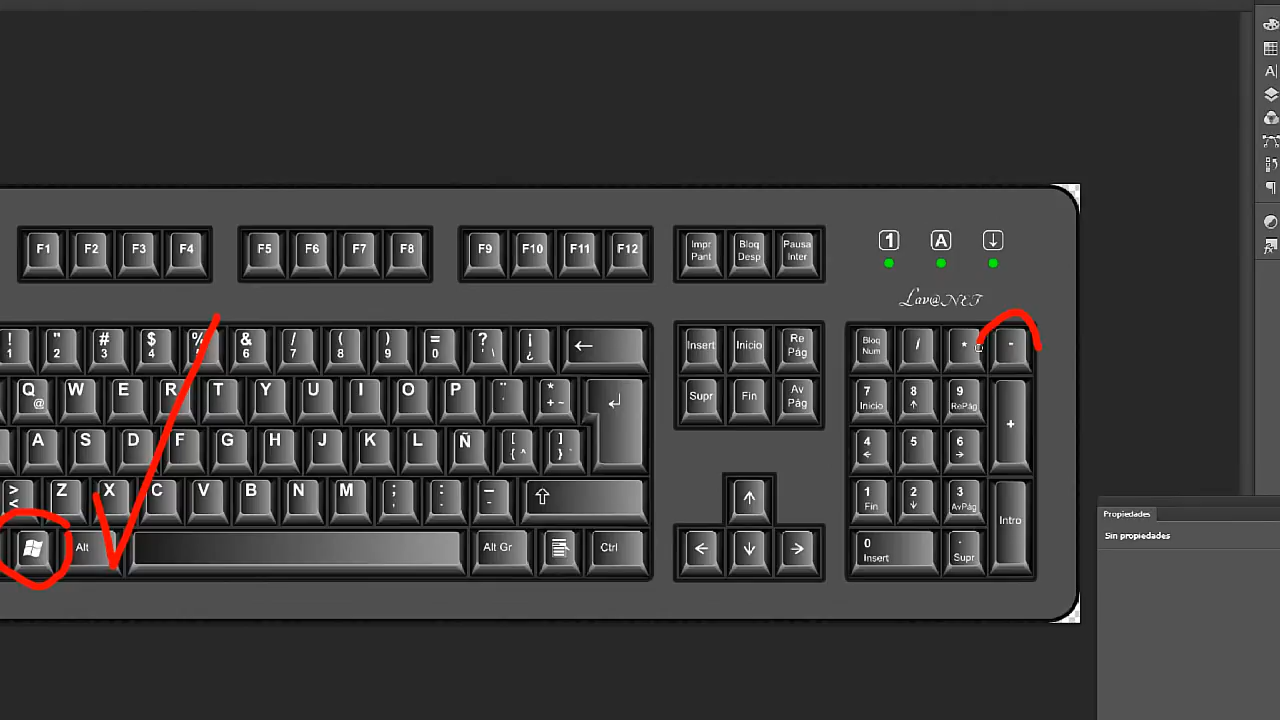 F1 F2 F3 F4 F5 F6 F7 F8 F9 F10 F11 F12 Impr Pant Bloq Desp Pausa Inter 1 A ↓
Lav@NET
! 1 " 2 # 3 $ 4 % & 6 / 7 ( 8 ) 9 = 0 ? ' \ ¡ ¿ ← Insert Inicio Re Pág Bloq Num / * -
Q @ W E R T Y U I O P ¨ * + ~ ↵ Supr Fin Av Pág 7 Inicio 8 ↑ 9 RePág +
A S D F G H J K L Ñ [ { ^ ] } ` 4 ← 5 6 →
> < Z X C V B N M ; , : . _ - ⇧ ↑ 1 Fin 2 ↓ 3 AvPág Intro
Alt Alt Gr Ctrl ← ↓ → 0 Insert . Supr
Propiedades
Sin propiedades